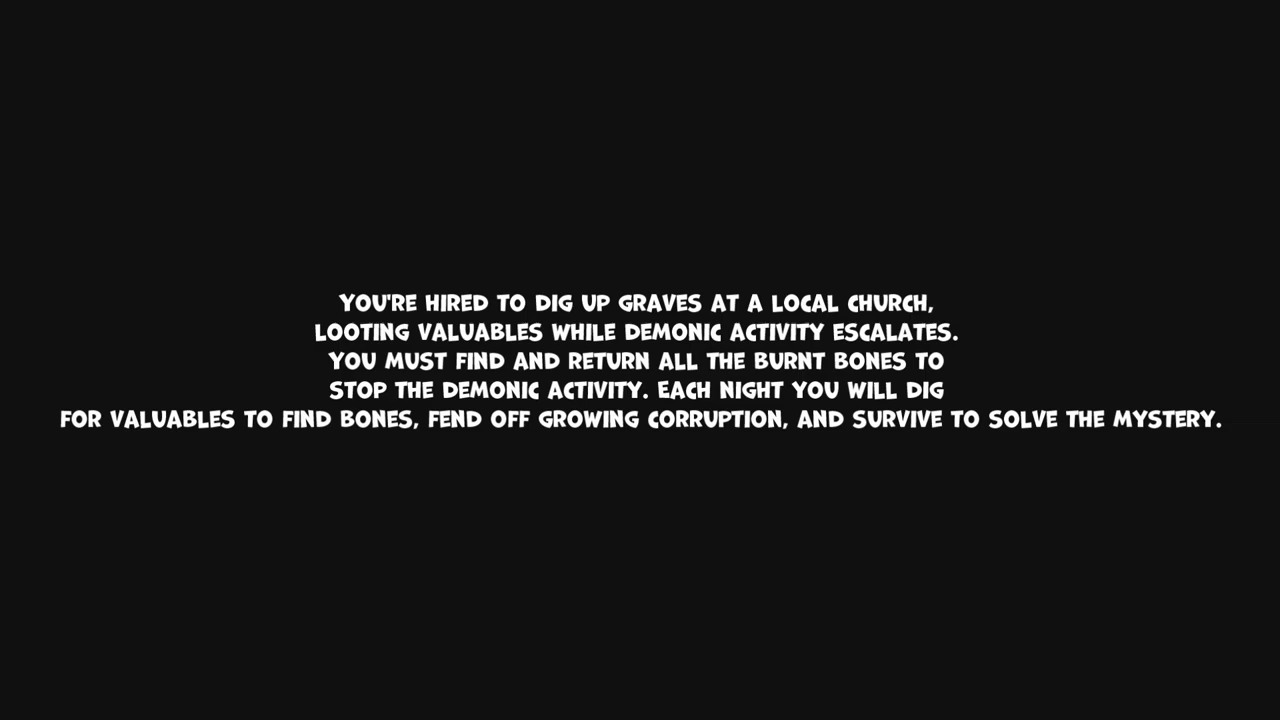 YOU'RE HIRED TO DIG UP GRAVES AT A LOCAL CHURCH,
LOOTING VALUABLES WHILE DEMONIC ACTIVITY ESCALATES.
YOU MUST FIND AND RETURN ALL THE BURNT BONES TO
STOP THE DEMONIC ACTIVITY. EACH NIGHT YOU WILL DIG
FOR VALUABLES TO FIND BONES, FEND OFF GROWING CORRUPTION, AND SURVIVE TO SOLVE THE MYSTERY.